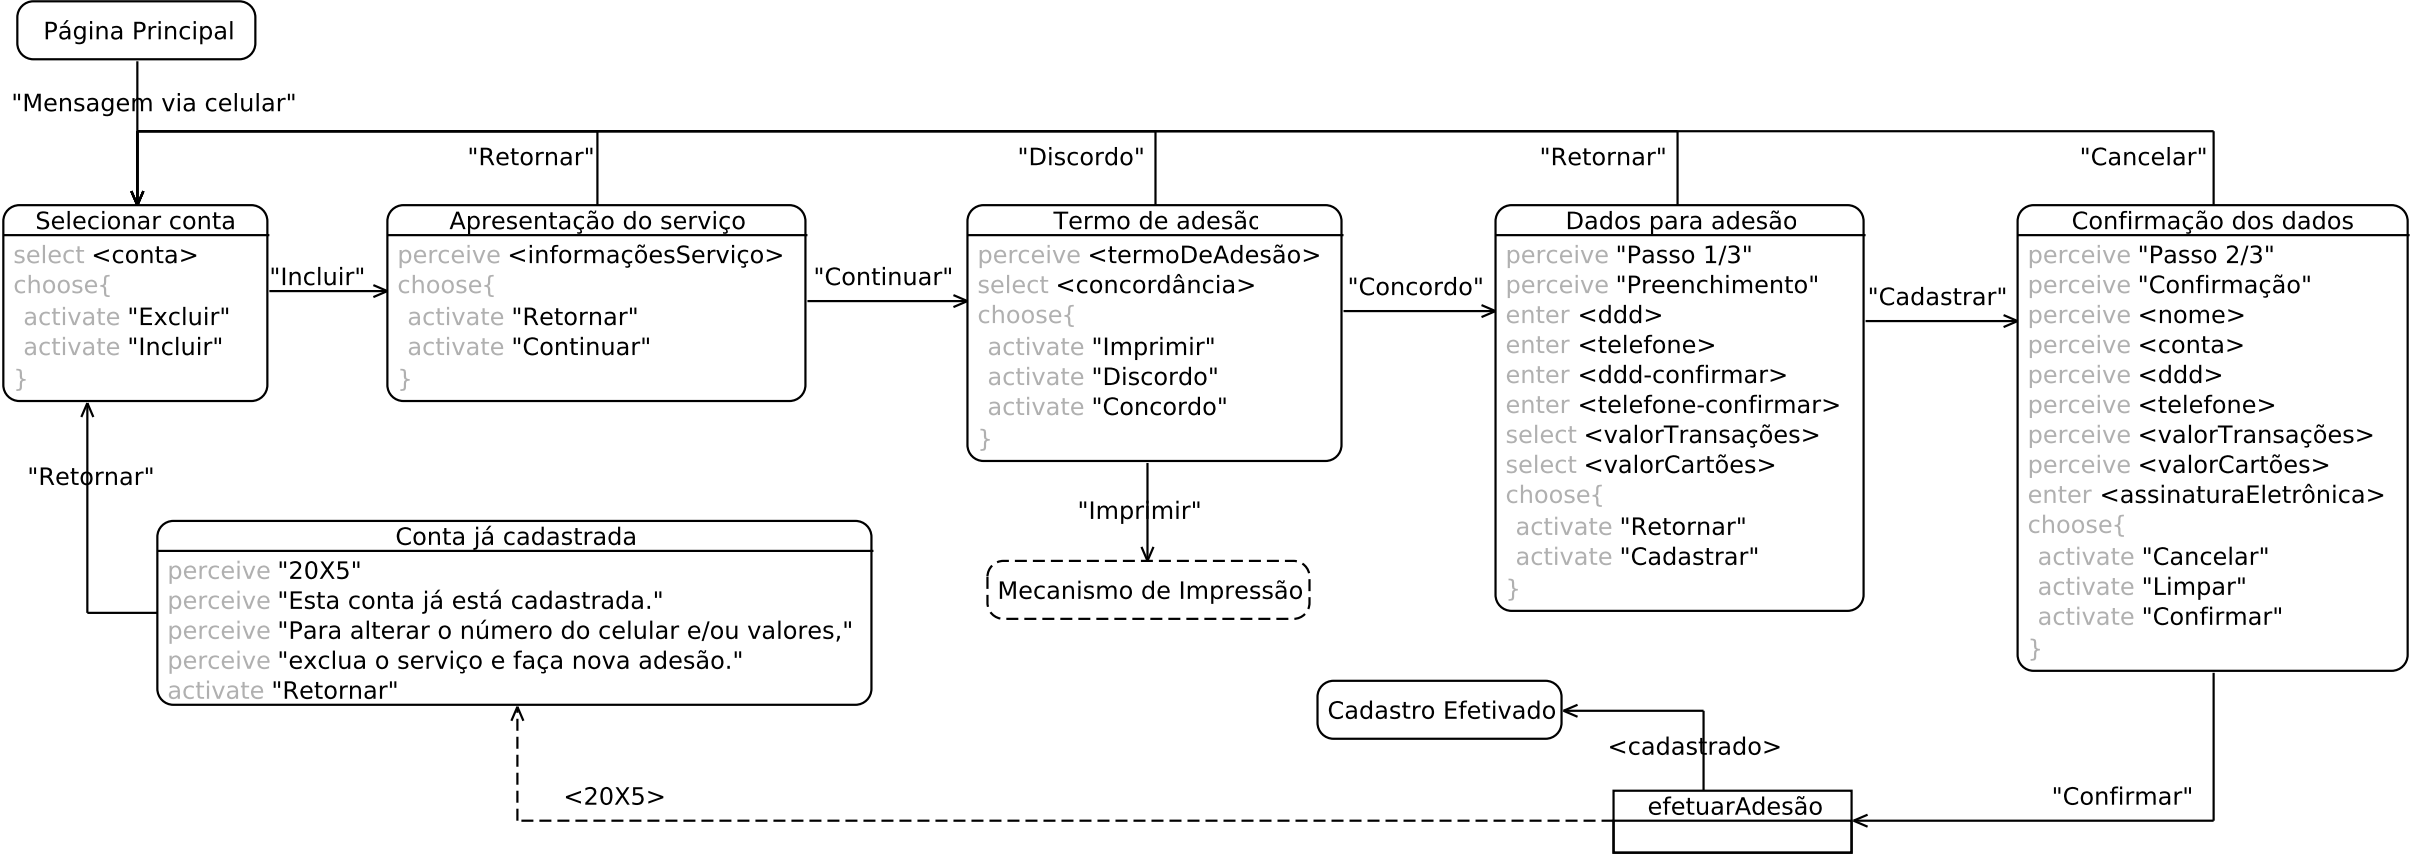 Página Principal
"Mensagem via celular"
"Retornar"
"Discordo"
"Retornar"
"Cancelar"
Selecionar conta
select <conta>
choose{
activate "Excluir"
activate "Incluir"
}
"Incluir"
Apresentação do serviço
perceive <informaçõesServiço>
choose{
activate "Retornar"
activate "Continuar"
}
"Continuar"
Termo de adesão
perceive <termoDeAdesão>
select <concordância>
choose{
activate "Imprimir"
activate "Discordo"
activate "Concordo"
}
"Concordo"
Dados para adesão
perceive "Passo 1/3"
perceive "Preenchimento"
enter <ddd>
enter <telefone>
enter <ddd-confirmar>
enter <telefone-confirmar>
select <valorTransações>
select <valorCartões>
choose{
activate "Retornar"
activate "Cadastrar"
}
"Cadastrar"
Confirmação dos dados
perceive "Passo 2/3"
perceive "Confirmação"
perceive <nome>
perceive <conta>
perceive <ddd>
perceive <telefone>
perceive <valorTransações>
perceive <valorCartões>
enter <assinaturaEletrônica>
choose{
activate "Cancelar"
activate "Limpar"
activate "Confirmar"
}
"Retornar"
"Imprimir"
Mecanismo de Impressão
Conta já cadastrada
perceive "20X5"
perceive "Esta conta já está cadastrada."
perceive "Para alterar o número do celular e/ou valores,"
perceive "exclua o serviço e faça nova adesão."
activate "Retornar"
Cadastro Efetivado
<cadastrado>
<20X5>
efetuarAdesão
"Confirmar"